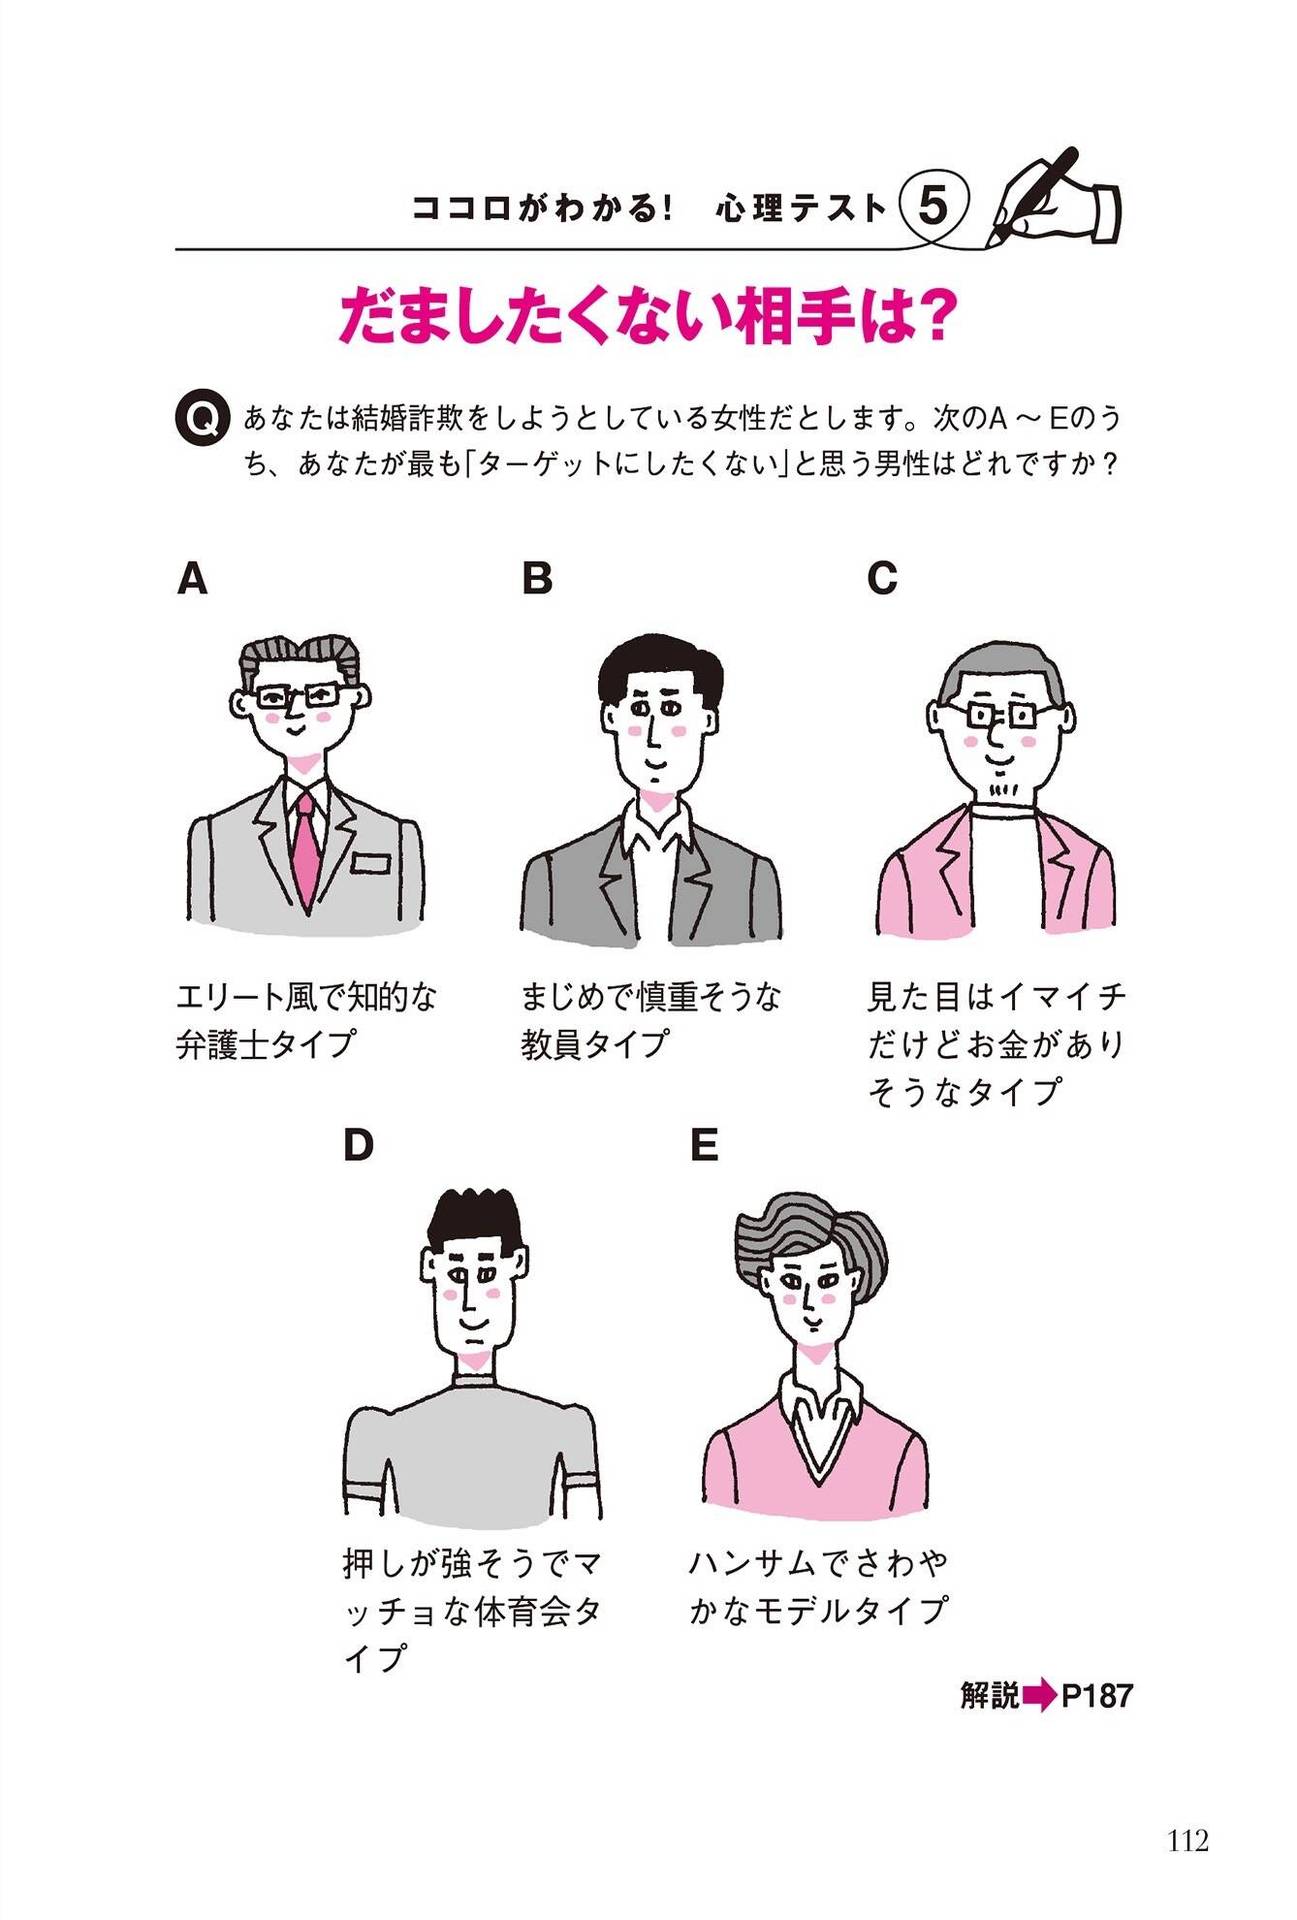 ココロがわかる！　心理テスト 5
だましたくない相手は？
Q あなたは結婚詐欺をしようとしている女性だとします。次のA～Eのう
ち、あなたが最も「ターゲットにしたくない」と思う男性はどれですか？
A
エリート風で知的な
弁護士タイプ
B
まじめで慎重そうな
教員タイプ
C
見た目はイマイチ
だけどお金があり
そうなタイプ
D
押しが強そうでマ
ッチョな体育会タ
イプ
E
ハンサムでさわや
かなモデルタイプ
解説➡P187
112